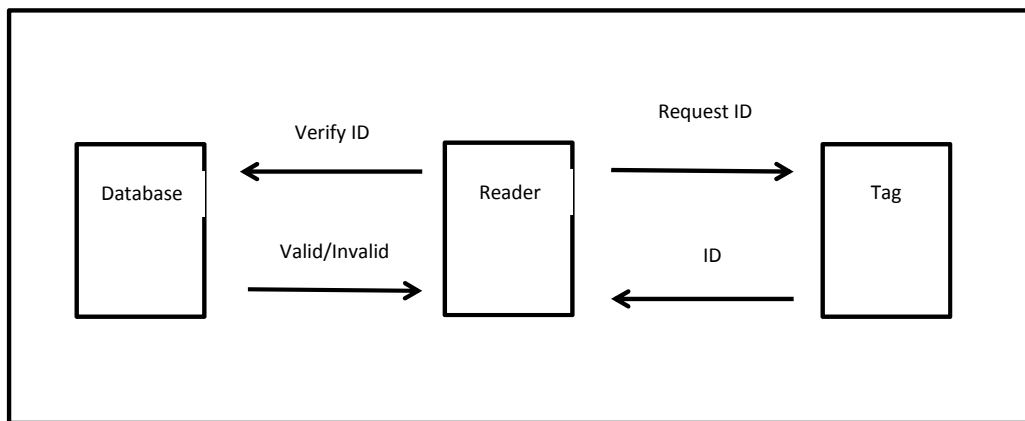 Request ID
Verify ID
Database
Reader
Tag
Valid/Invalid
ID